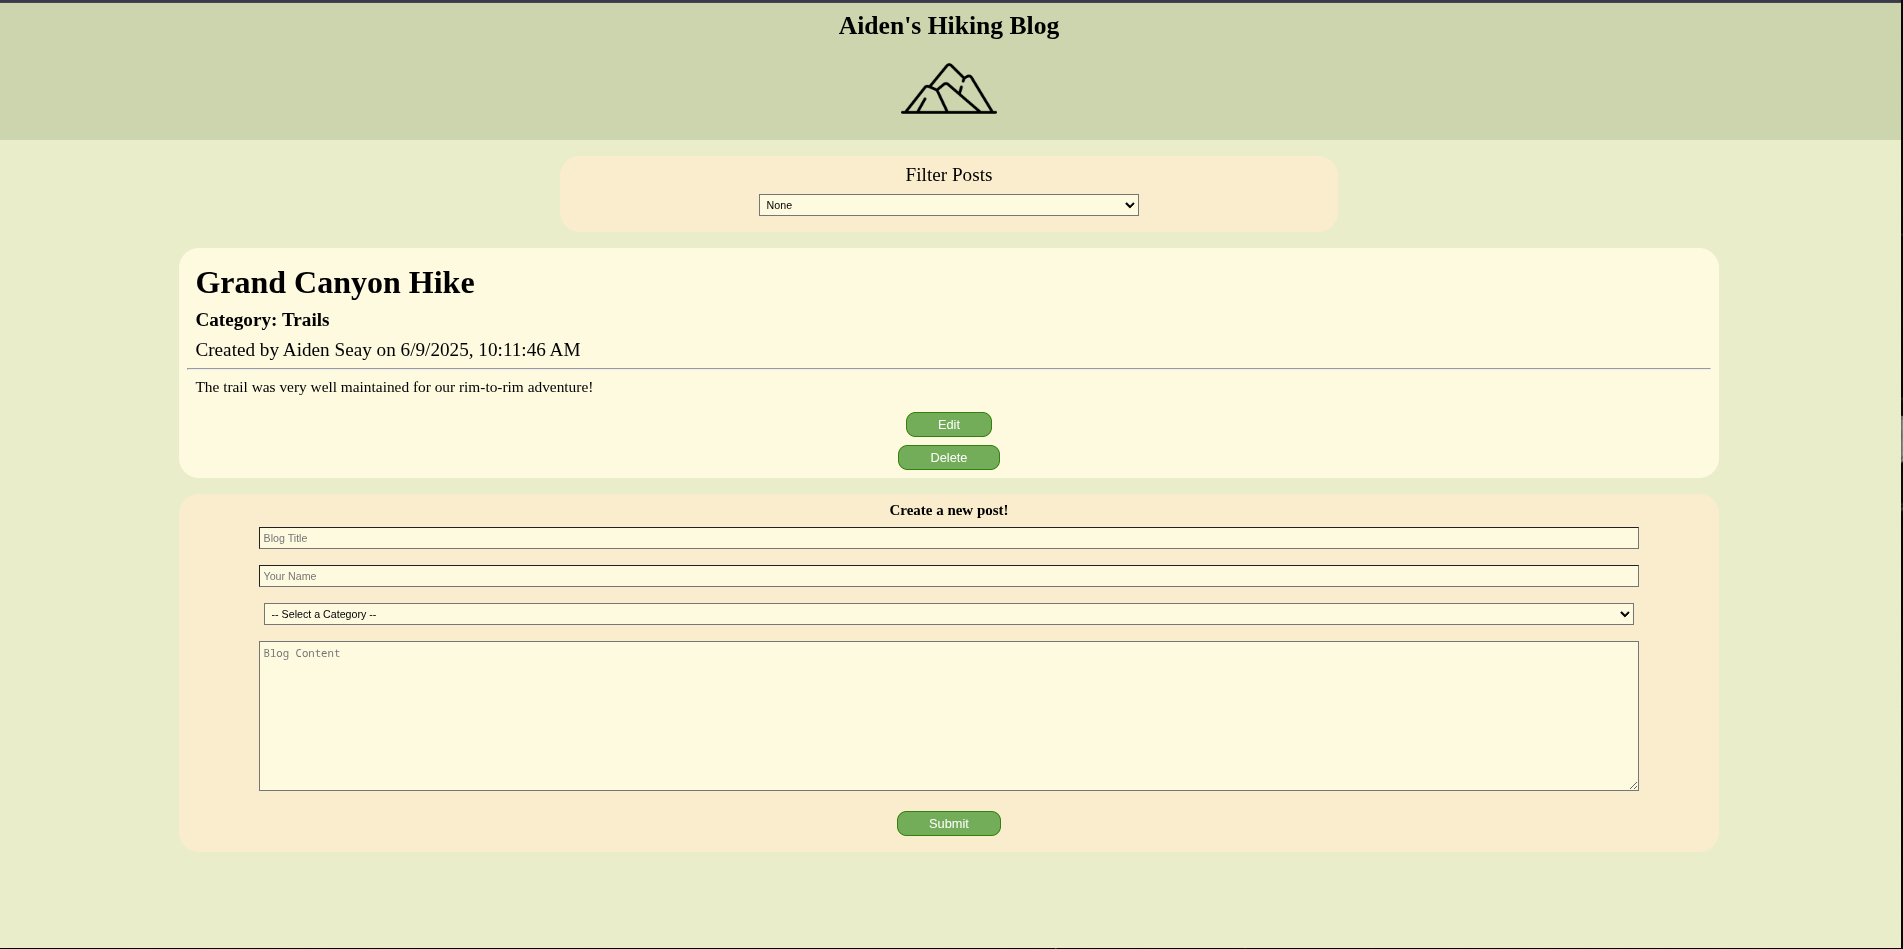 Aiden's Hiking Blog
Filter Posts
None
Grand Canyon Hike
Category: Trails
Created by Aiden Seay on 6/9/2025, 10:11:46 AM
The trail was very well maintained for our rim-to-rim adventure!
Edit
Delete
Create a new post!
Blog Title
Your Name
-- Select a Category --
Blog Content
Submit